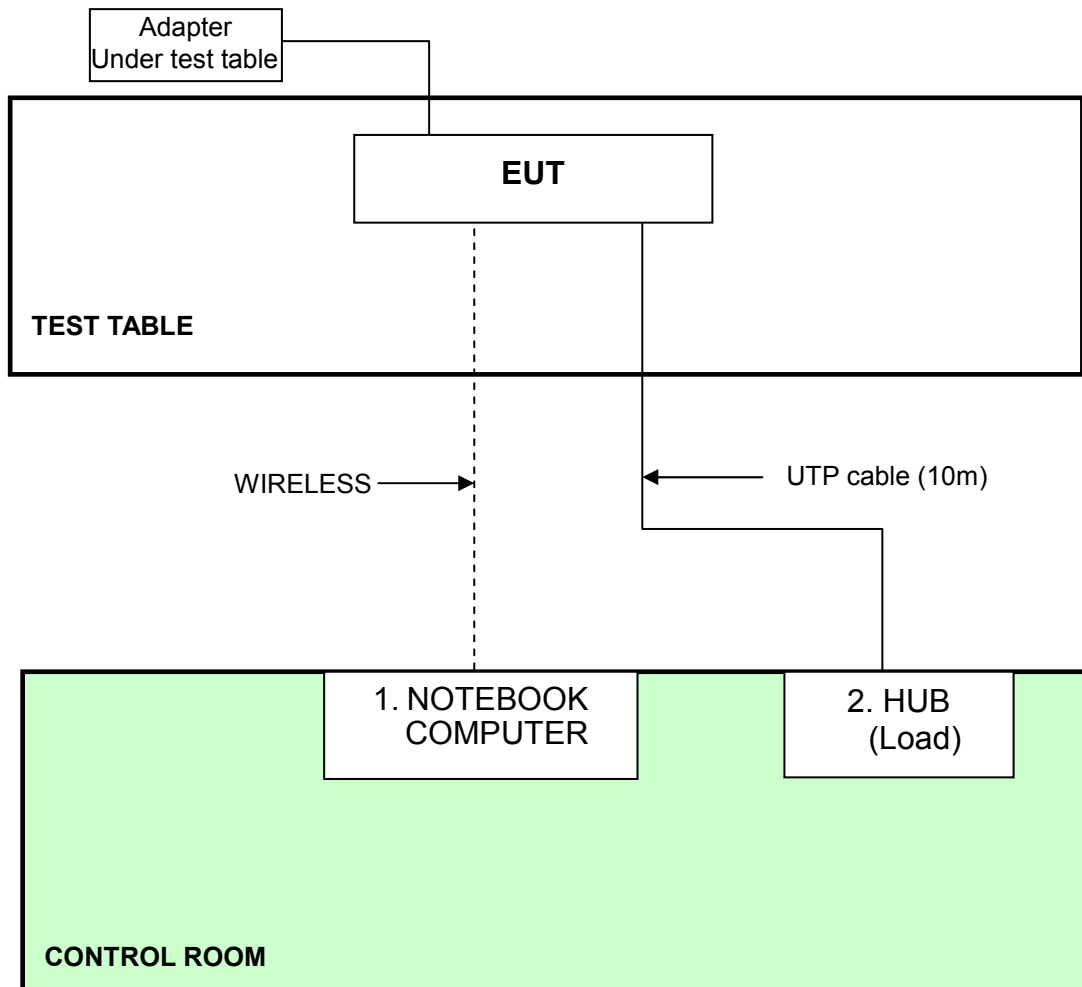 Adapter
Under test table
EUT
TEST TABLE
WIRELESS
UTP cable (10m)
1. NOTEBOOK
COMPUTER
2. HUB
(Load)
CONTROL ROOM